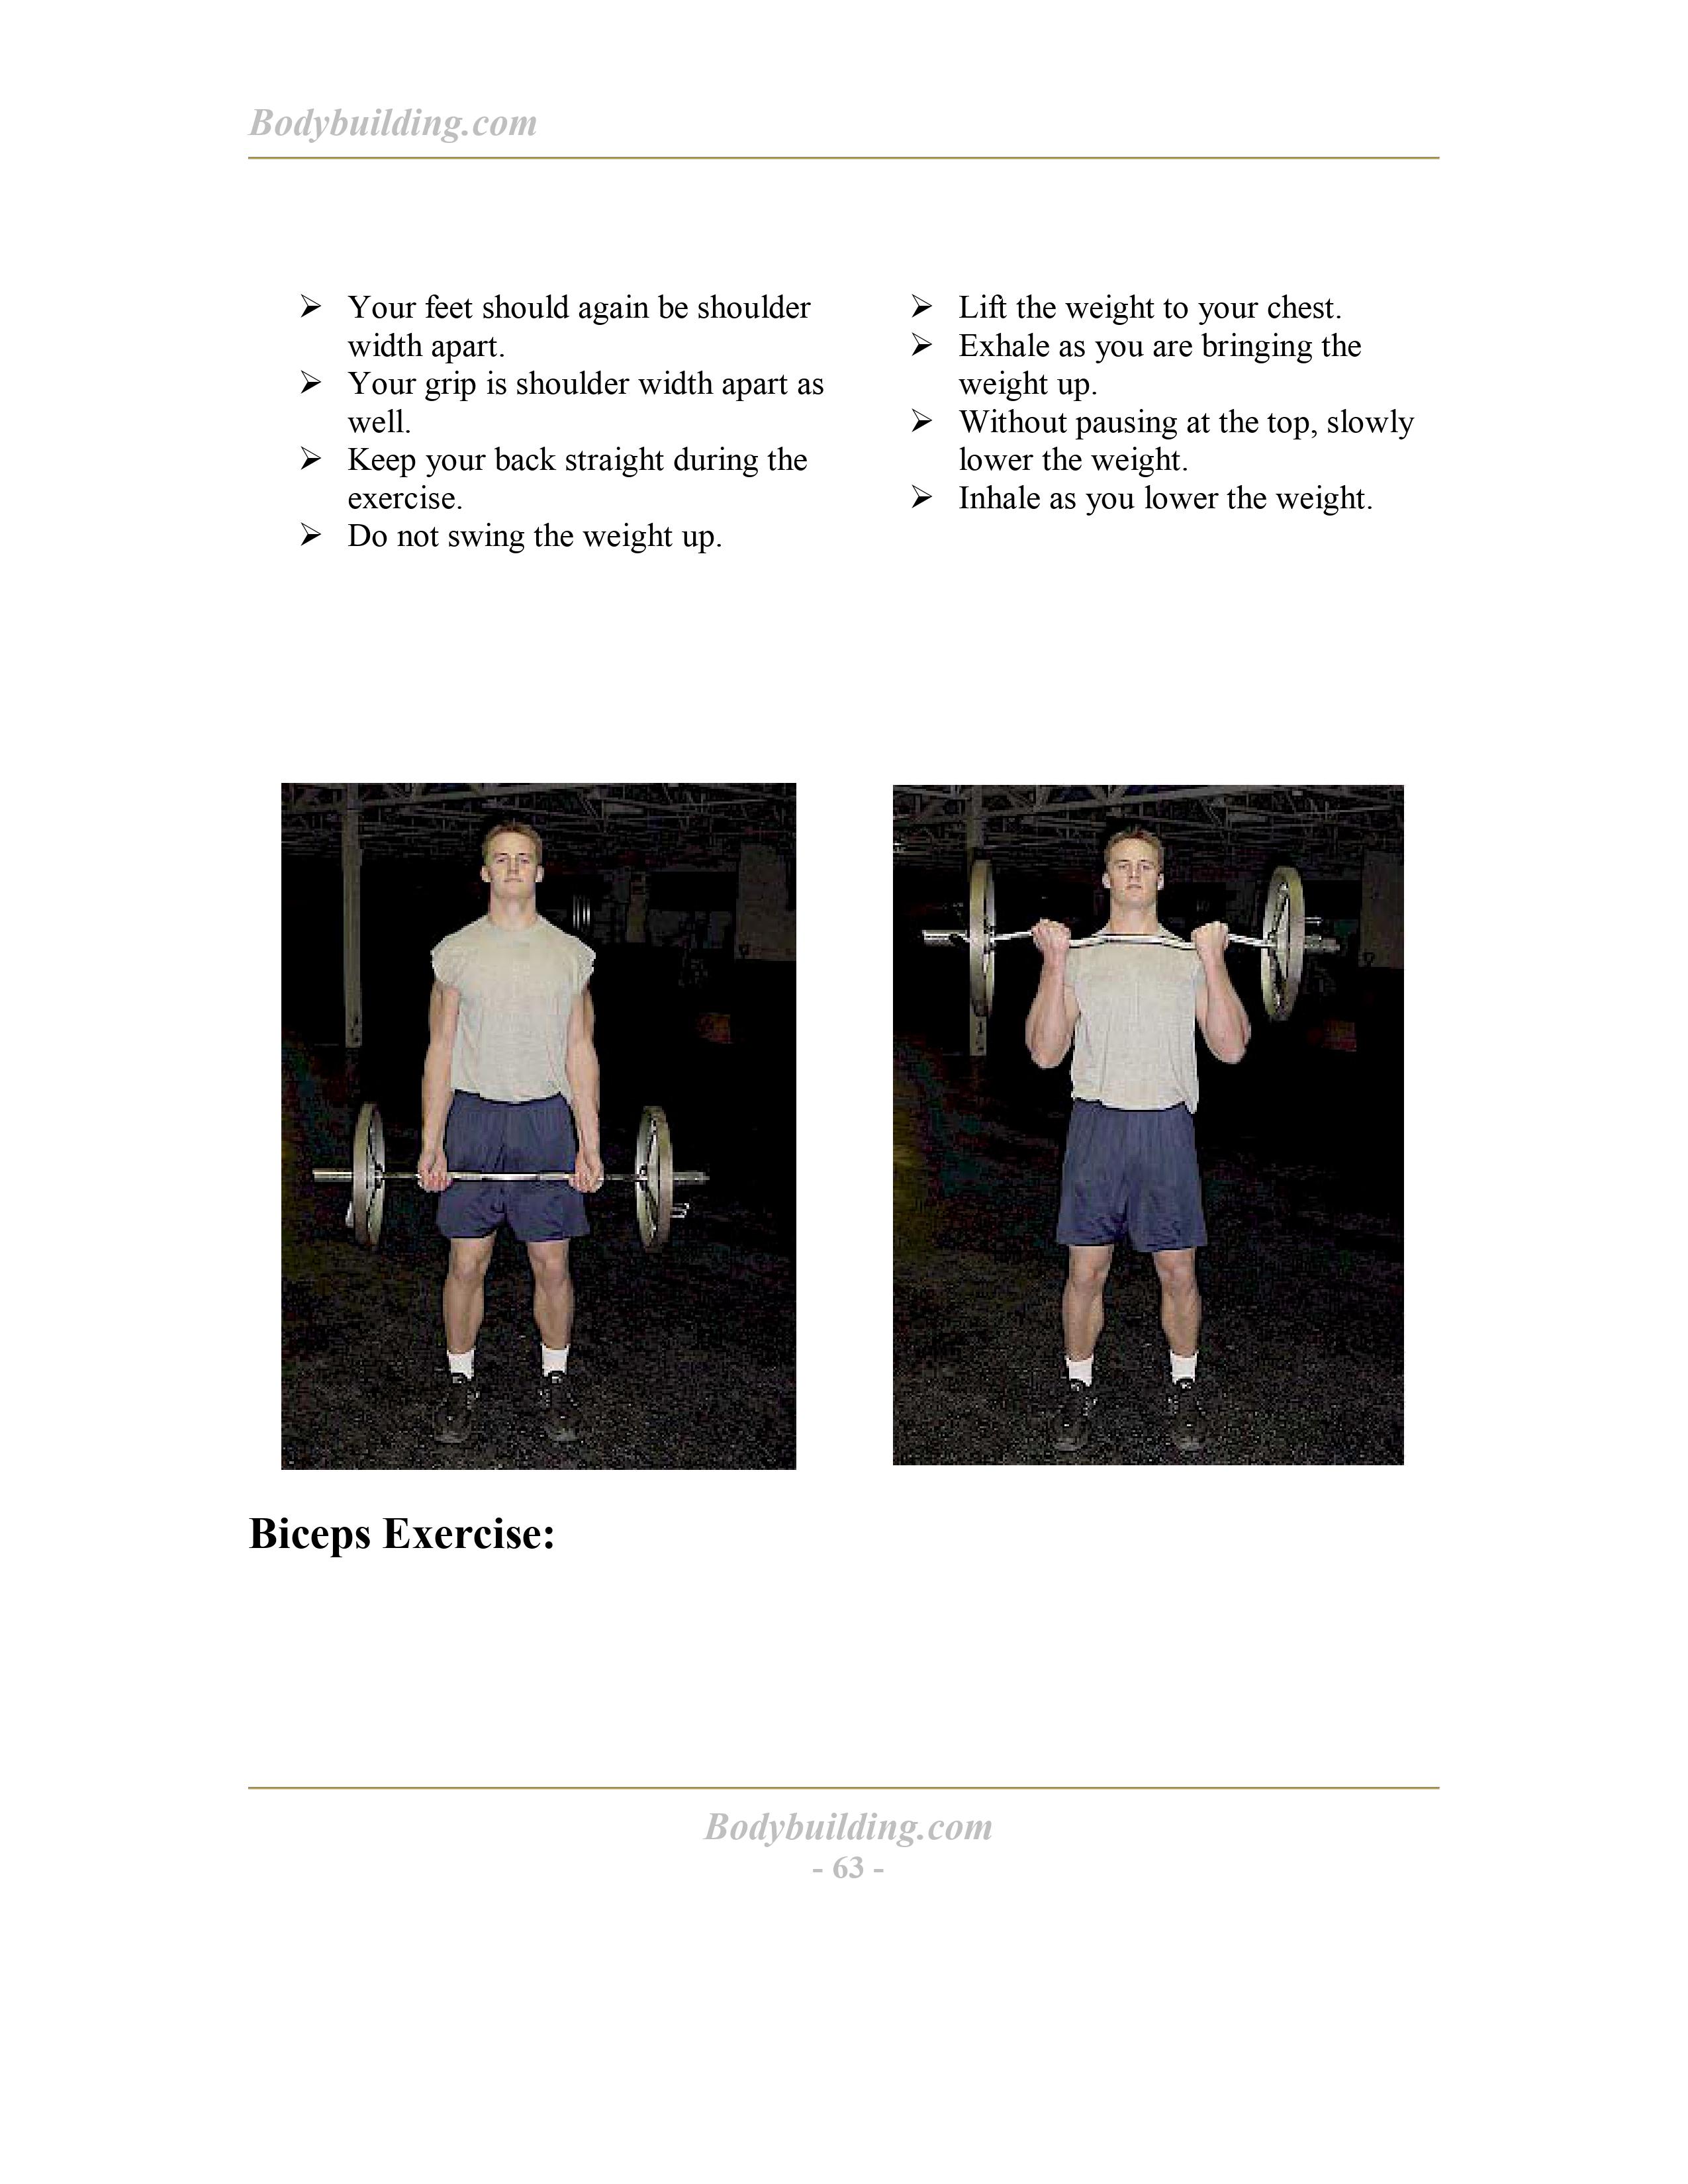 Bodybuilding.com
➢ Your feet should again be shoulder
width apart.
➢ Your grip is shoulder width apart as
well.
➢ Keep your back straight during the
exercise.
➢ Do not swing the weight up.
➢ Lift the weight to your chest.
➢ Exhale as you are bringing the
weight up.
➢ Without pausing at the top, slowly
lower the weight.
➢ Inhale as you lower the weight.
Biceps Exercise:
Bodybuilding.com
- 63 -